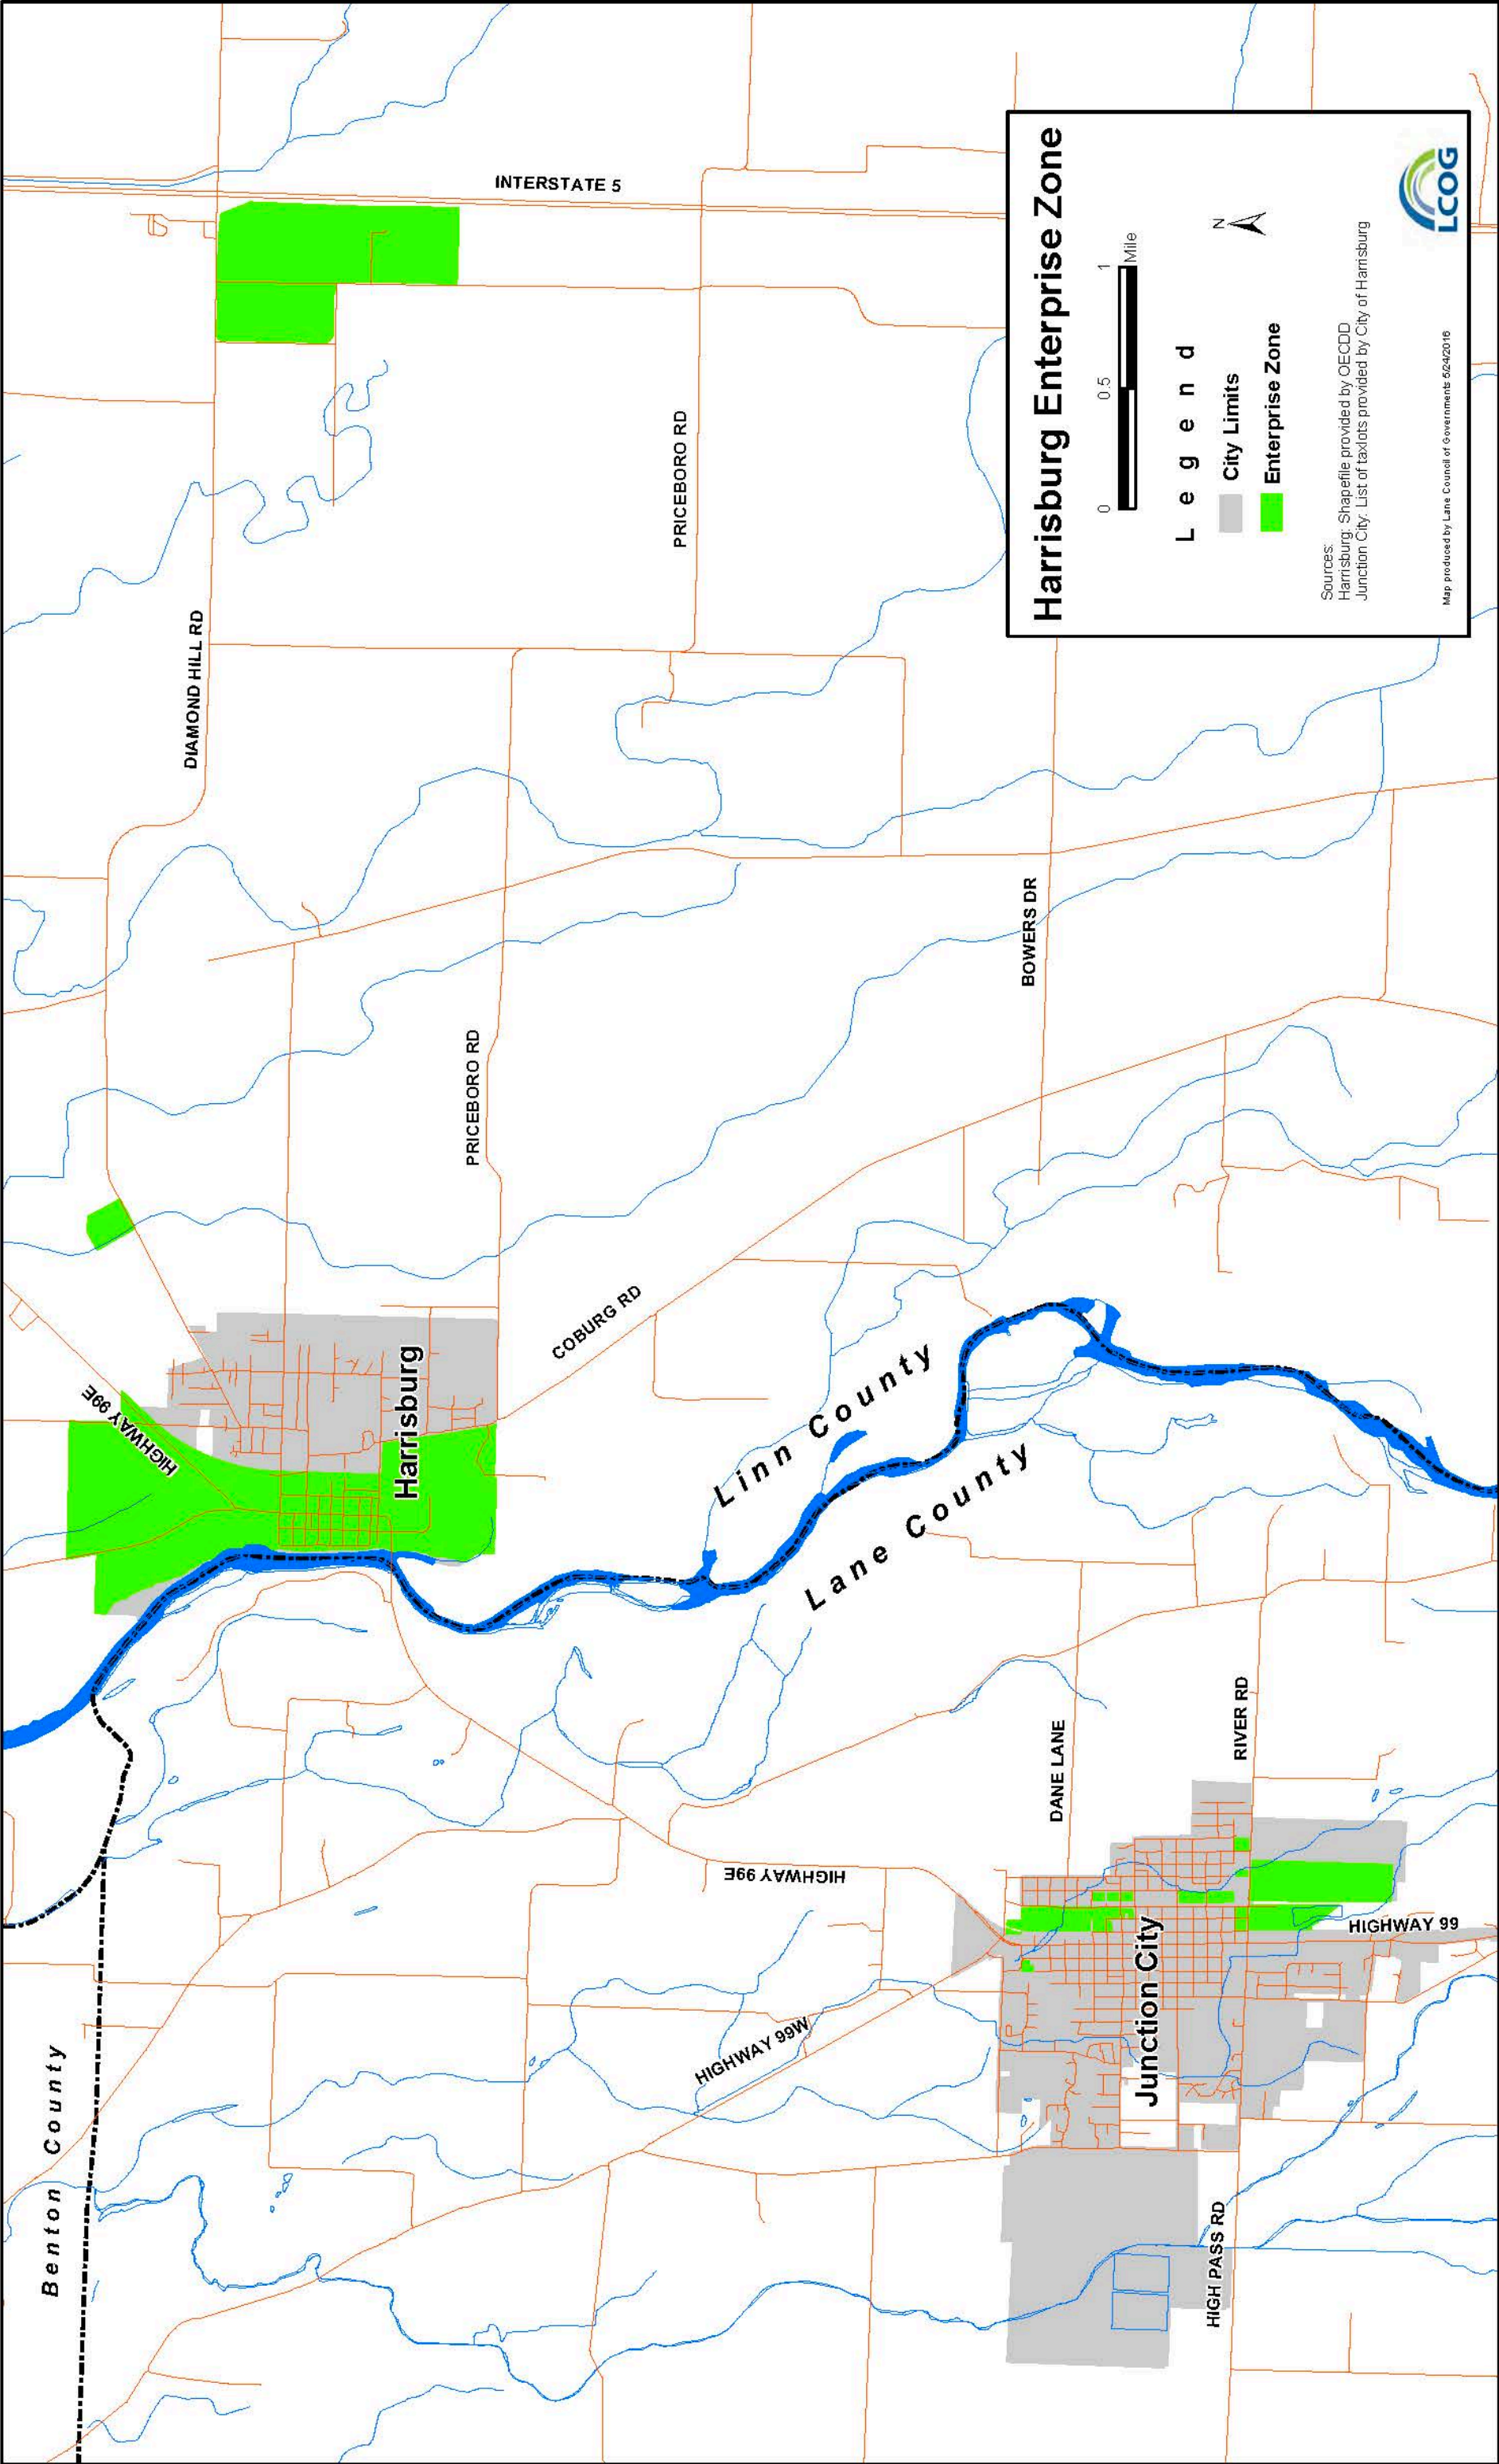 Benton County
HIGHWAY 99E
DIAMOND HILL RD
INTERSTATE 5
Harrisburg
PRICEBORO RD
PRICEBORO RD
COBURG RD
Linn County
Lane County
HIGHWAY 99E
HIGHWAY 99W
BOWERS DR
DANE LANE
Junction City
RIVER RD
HIGH PASS RD
HIGHWAY 99
Harrisburg Enterprise Zone
0 0.5 1
Mile
N
Legend
City Limits
Enterprise Zone
Sources:
Harrisburg: Shapefile provided by OECDD
Junction City: List of taxlots provided by City of Harrisburg
Map produced by Lane Council of Governments 5/24/2016
LCOG